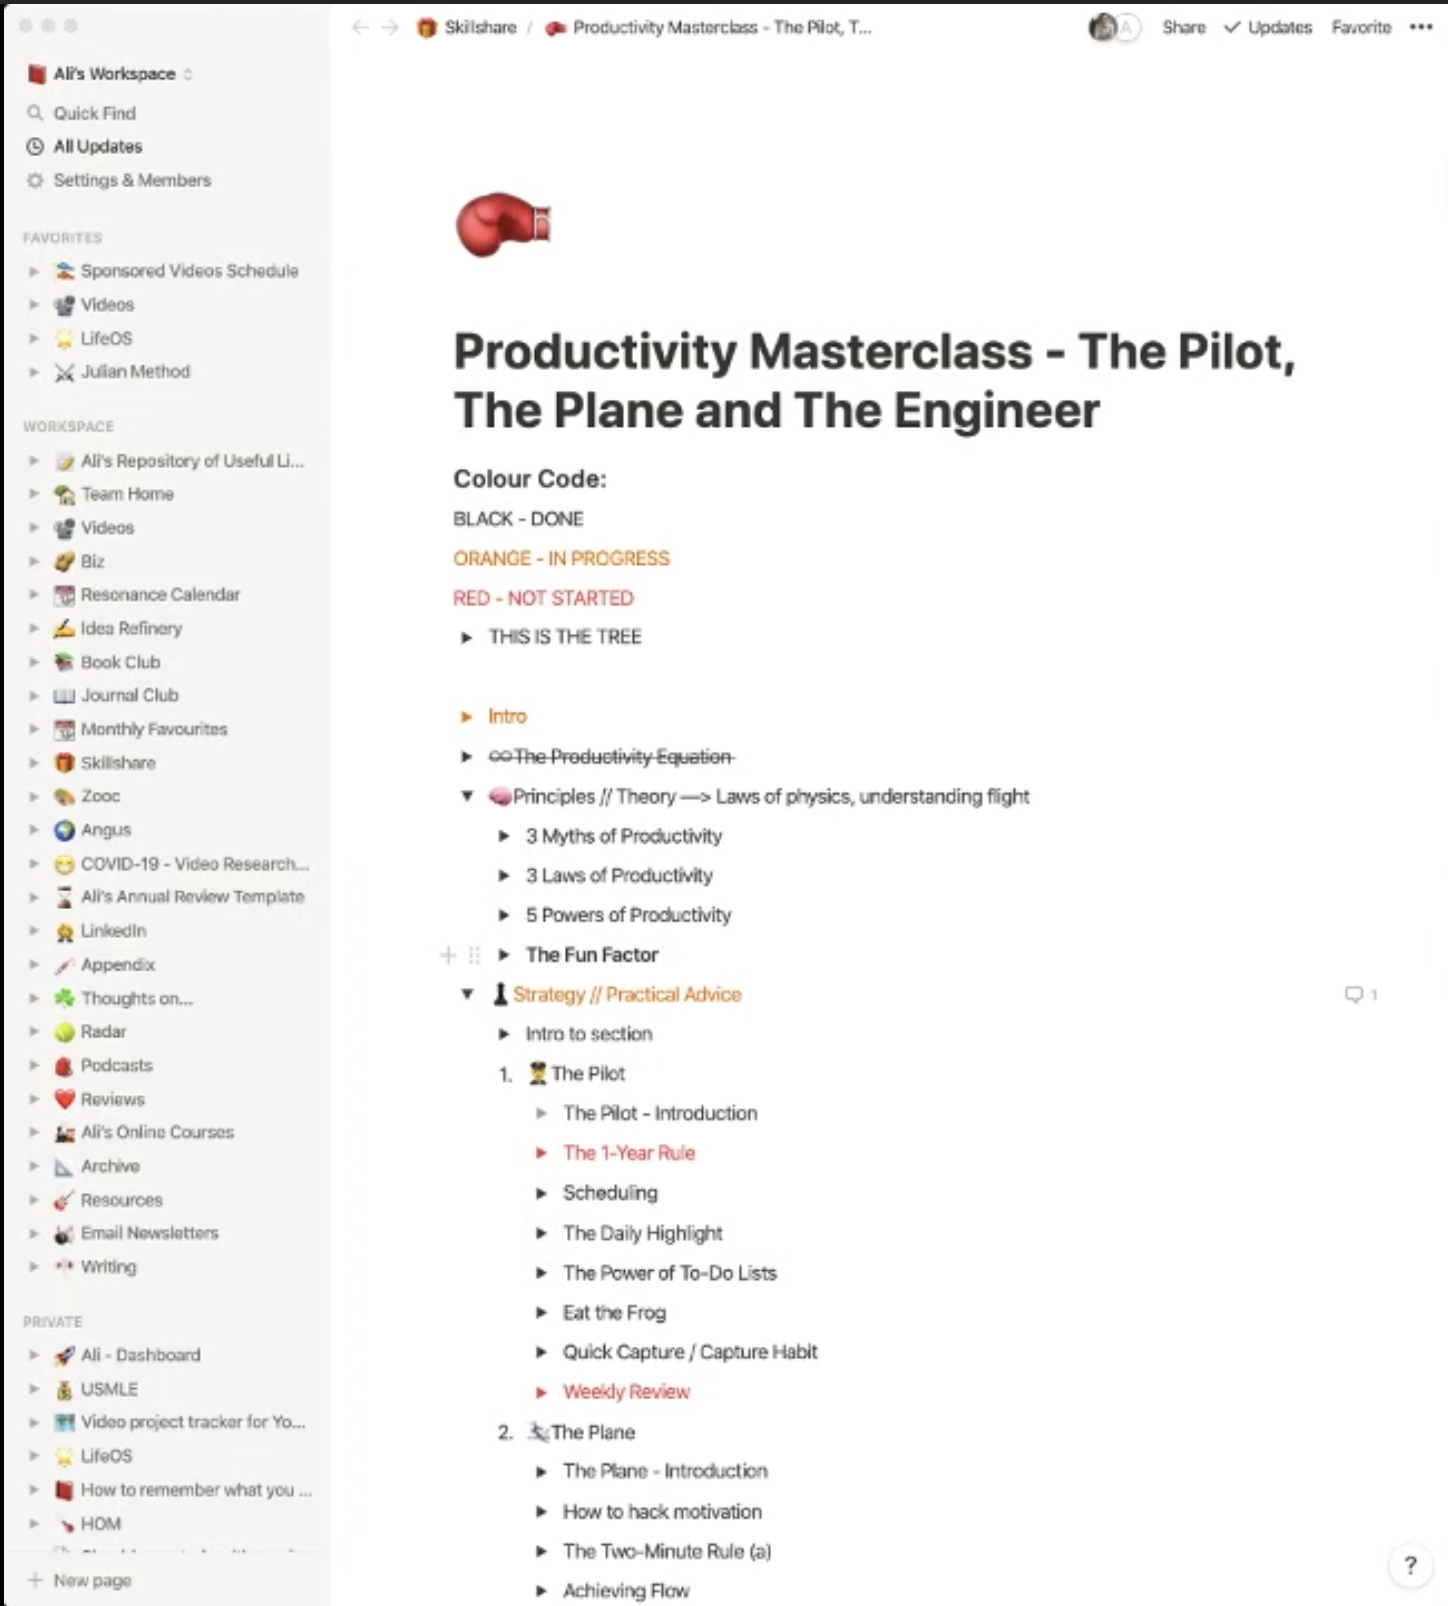 Skillshare / Productivity Masterclass - The Pilot, T...
A
Share
Updates
Favorite
Ali's Workspace
Quick Find
All Updates
Settings & Members
FAVORITES
Sponsored Videos Schedule
Videos
LifeOS
Julian Method
WORKSPACE
Ali's Repository of Useful Li...
Team Home
Videos
Biz
Resonance Calendar
Idea Refinery
Book Club
Journal Club
Monthly Favourites
Skillshare
Zooc
Angus
COVID-19 - Video Research...
Ali's Annual Review Template
LinkedIn
Appendix
Thoughts on...
Radar
Podcasts
Reviews
Ali's Online Courses
Archive
Resources
Email Newsletters
Writing
PRIVATE
Ali - Dashboard
USMLE
Video project tracker for Yo...
LifeOS
How to remember what you ...
HOM
New page
Productivity Masterclass - The Pilot,
The Plane and The Engineer
Colour Code:
BLACK - DONE
ORANGE - IN PROGRESS
RED - NOT STARTED
THIS IS THE TREE
Intro
The Productivity Equation
Principles // Theory —> Laws of physics, understanding flight
3 Myths of Productivity
3 Laws of Productivity
5 Powers of Productivity
The Fun Factor
Strategy // Practical Advice
1
Intro to section
1. The Pilot
The Pilot - Introduction
The 1-Year Rule
Scheduling
The Daily Highlight
The Power of To-Do Lists
Eat the Frog
Quick Capture / Capture Habit
Weekly Review
2. The Plane
The Plane - Introduction
How to hack motivation
The Two-Minute Rule (a)
Achieving Flow
?